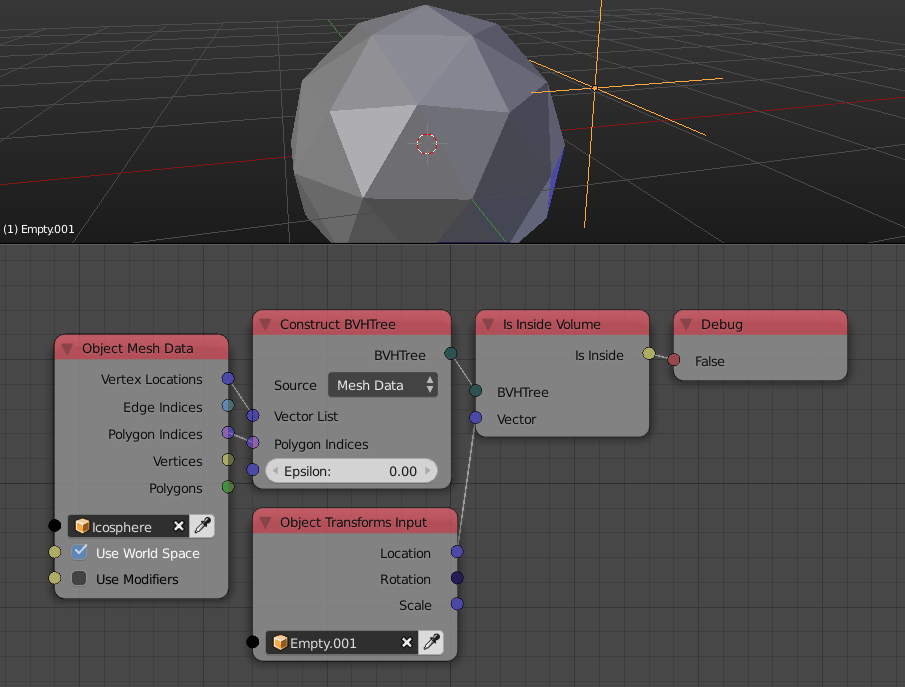 (1) Empty.001
Object Mesh Data
Vertex Locations
Edge Indices
Polygon Indices
Vertices
Polygons
Icosphere
Use World Space
Use Modifiers
Construct BVHTree
BVHTree
Source Mesh Data
Vector List
Polygon Indices
Epsilon: 0.00
Object Transforms Input
Location
Rotation
Scale
Empty.001
Is Inside Volume
Is Inside
BVHTree
Vector
Debug
False